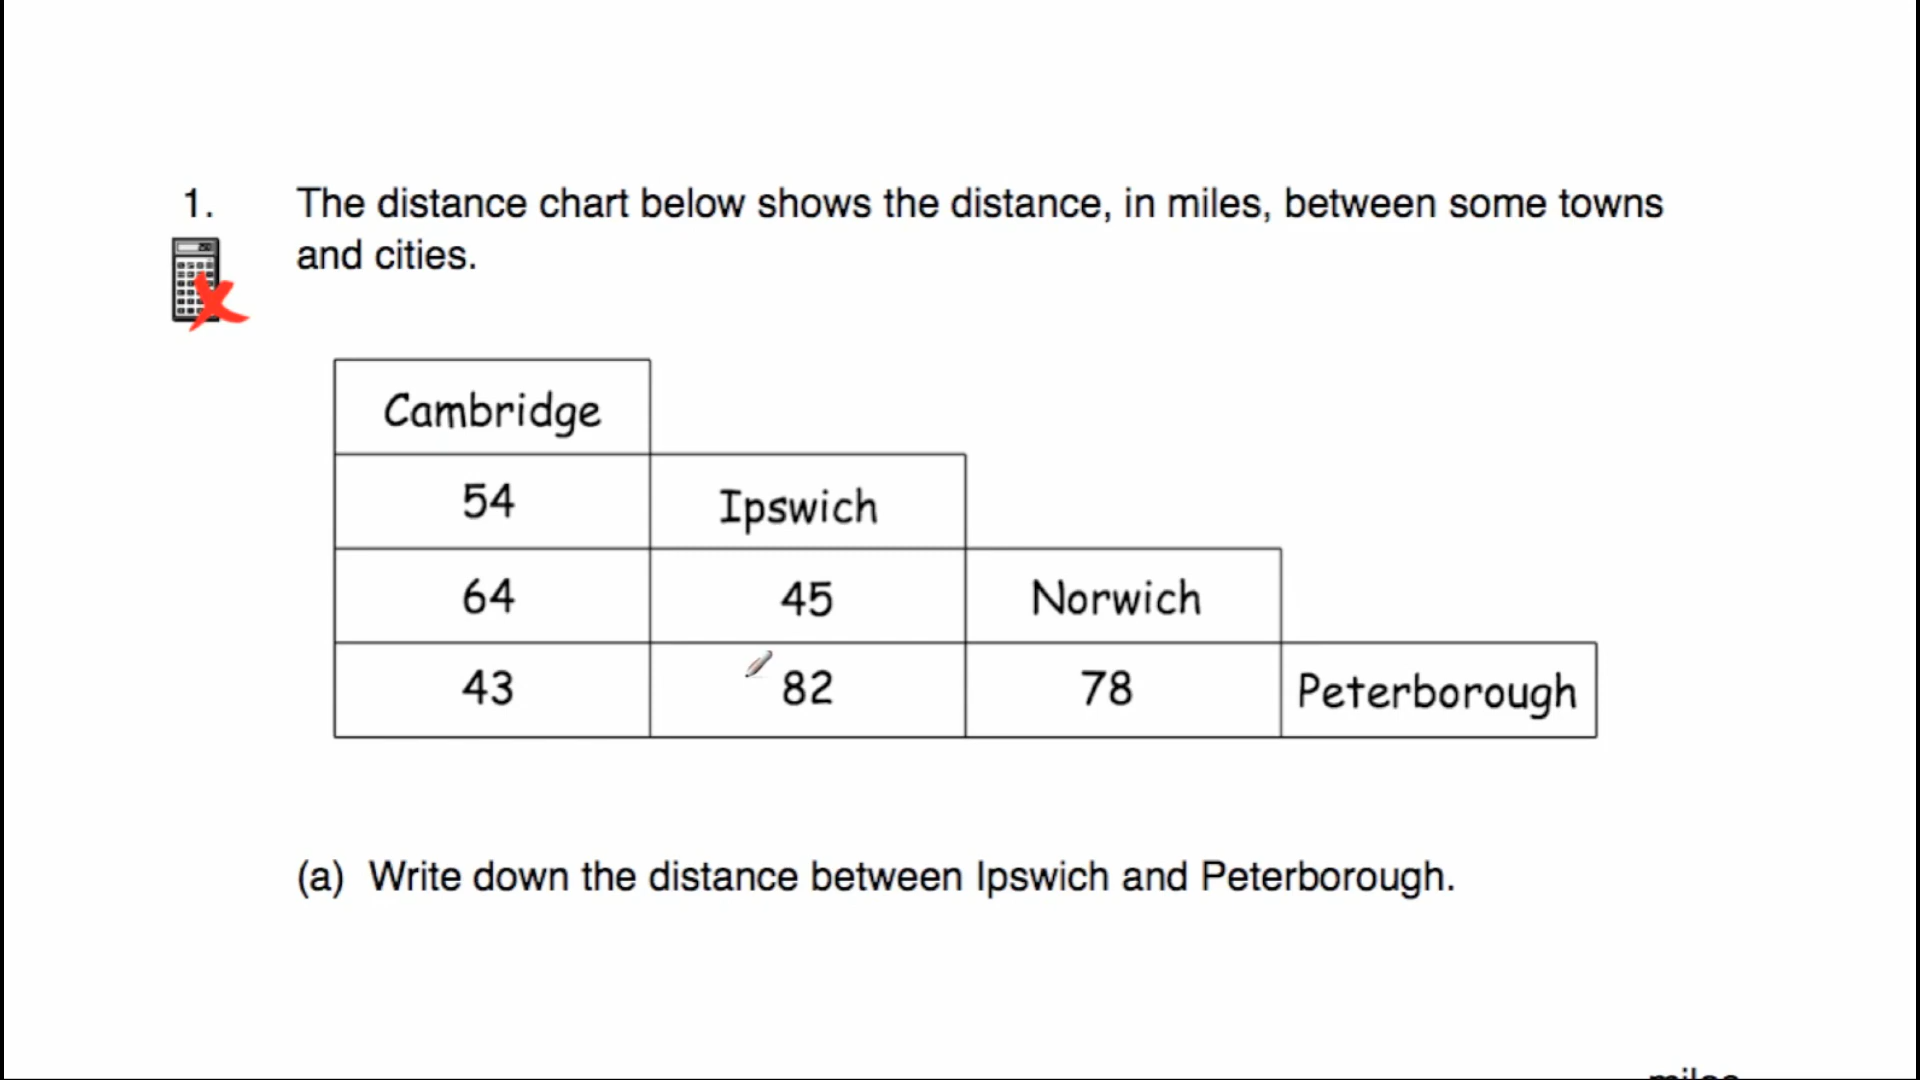 1. The distance chart below shows the distance, in miles, between some towns
and cities.
Cambridge
54 Ipswich
64 45 Norwich
43 82 78 Peterborough
(a) Write down the distance between Ipswich and Peterborough.
miles